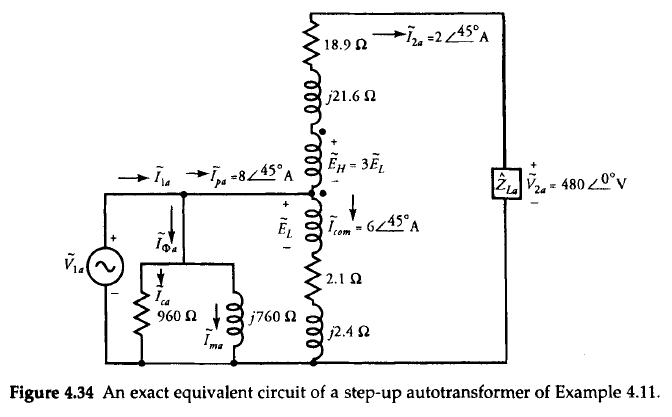 18.9 Ω
Ĩ2a = 2 ∠45° A
j21.6 Ω
+
ẼH = 3ẼL
−
Ĩ1a
Ĩpa = 8 ∠45° A
ẐLa
+
Ṽ2a = 480 ∠0° V
−
+
ẼL
−
Ĩcom = 6 ∠45° A
ĨΦa
Ṽ1a
+
−
Ĩca
960 Ω
Ĩma
j760 Ω
2.1 Ω
j2.4 Ω
Figure 4.34 An exact equivalent circuit of a step-up autotransformer of Example 4.11.